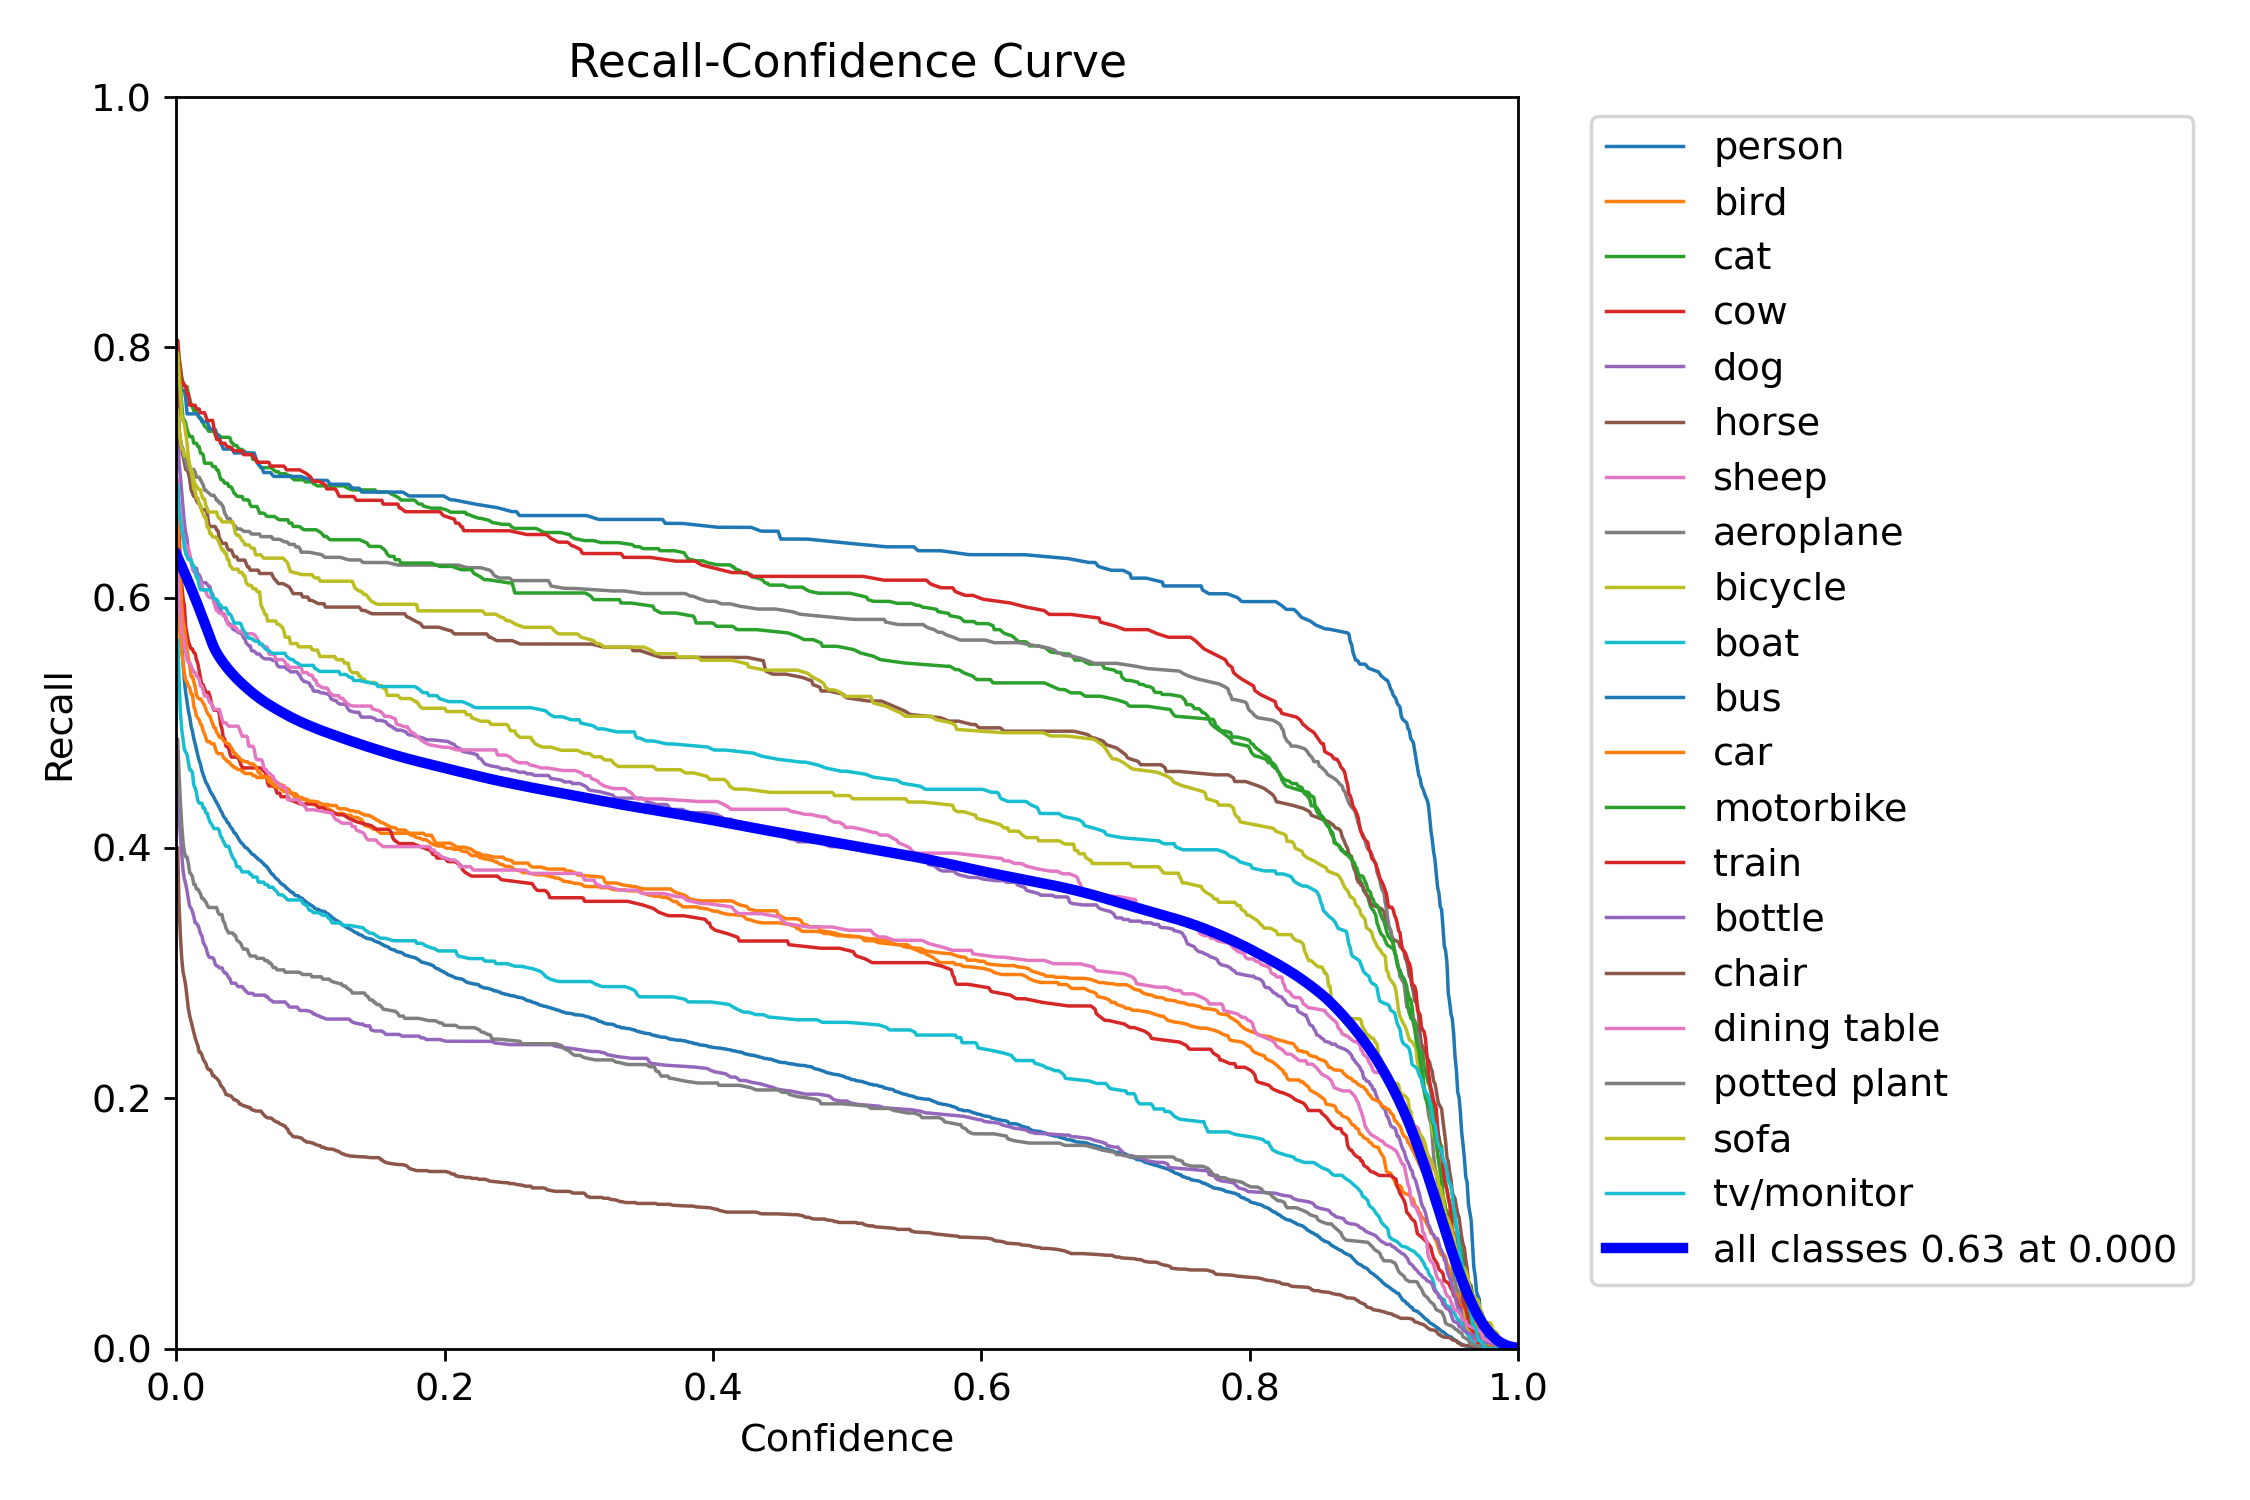 Recall-Confidence Curve
1.0
0.8
0.6
0.4
0.2
0.0
Recall
0.0 0.2 0.4 0.6 0.8 1.0
Confidence
person
bird
cat
cow
dog
horse
sheep
aeroplane
bicycle
boat
bus
car
motorbike
train
bottle
chair
dining table
potted plant
sofa
tv/monitor
all classes 0.63 at 0.000